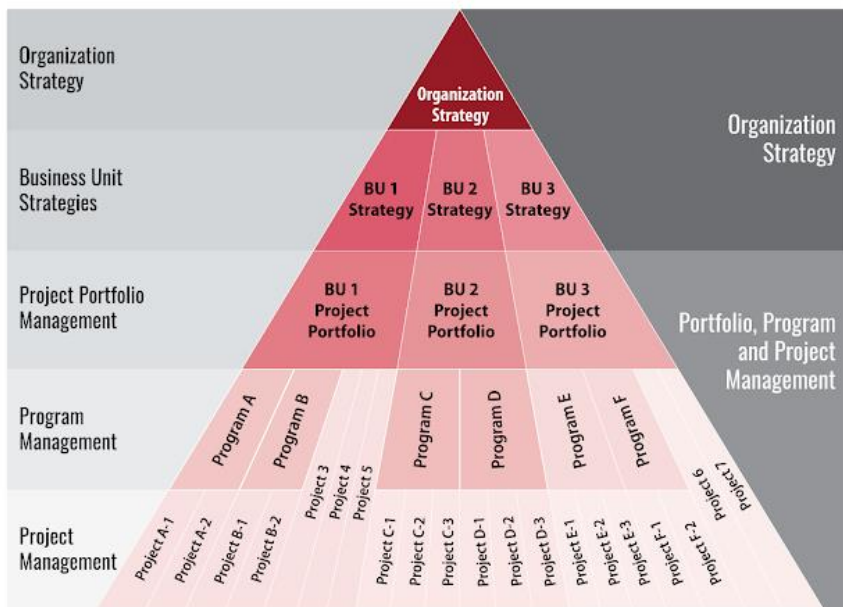 Organization
Strategy
Organization
Strategy
Organization
Strategy
Business Unit
Strategies
BU 1
Strategy
BU 2
Strategy
BU 3
Strategy
Project Portfolio
Management
BU 1
Project
Portfolio
BU 2
Project
Portfolio
BU 3
Project
Portfolio
Portfolio, Program
and Project
Management
Program
Management
Program A
Program B
Project 3
Project 4
Project 5
Program C
Program D
Program E
Program F
Project 6
Project 7
Project
Management
Project A-1
Project A-2
Project B-1
Project B-2
Project C-1
Project C-2
Project C-3
Project D-1
Project D-2
Project D-3
Project E-1
Project E-2
Project E-3
Project F-1
Project F-2